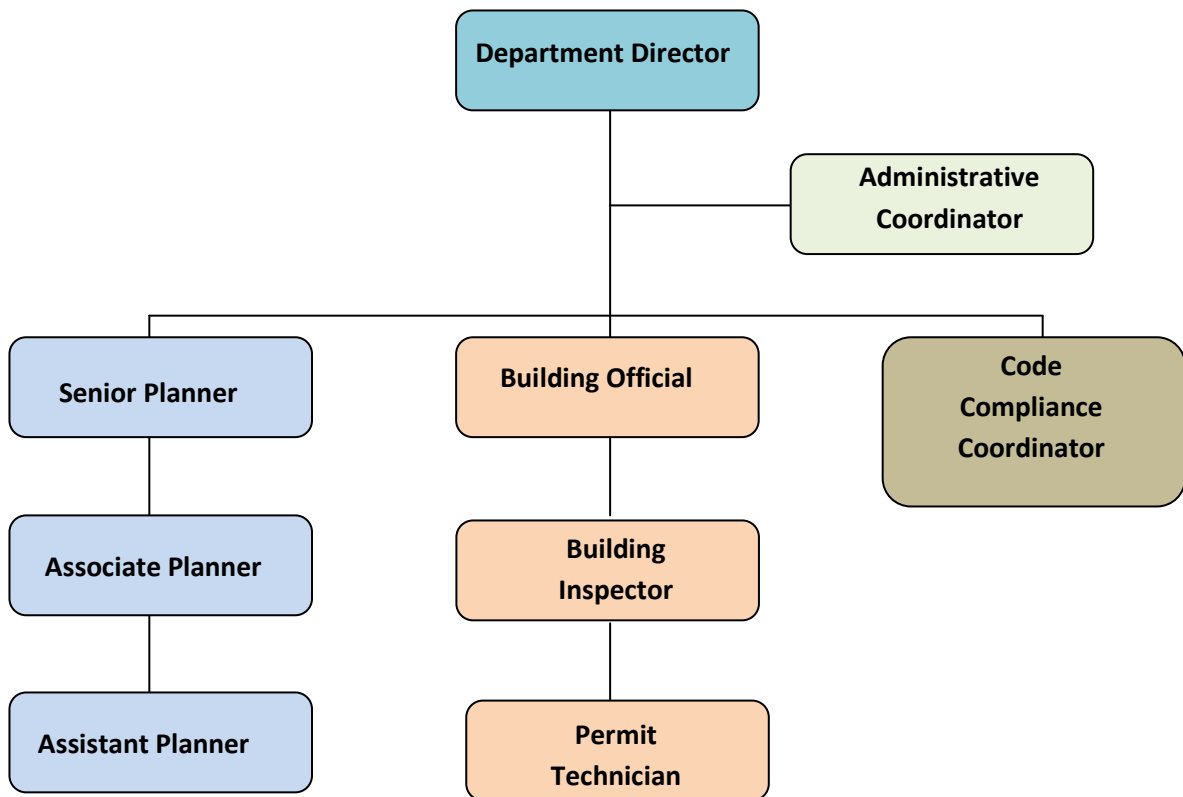 Department Director
Administrative
Coordinator
Senior Planner
Building Official
Code
Compliance
Coordinator
Associate Planner
Building
Inspector
Assistant Planner
Permit
Technician